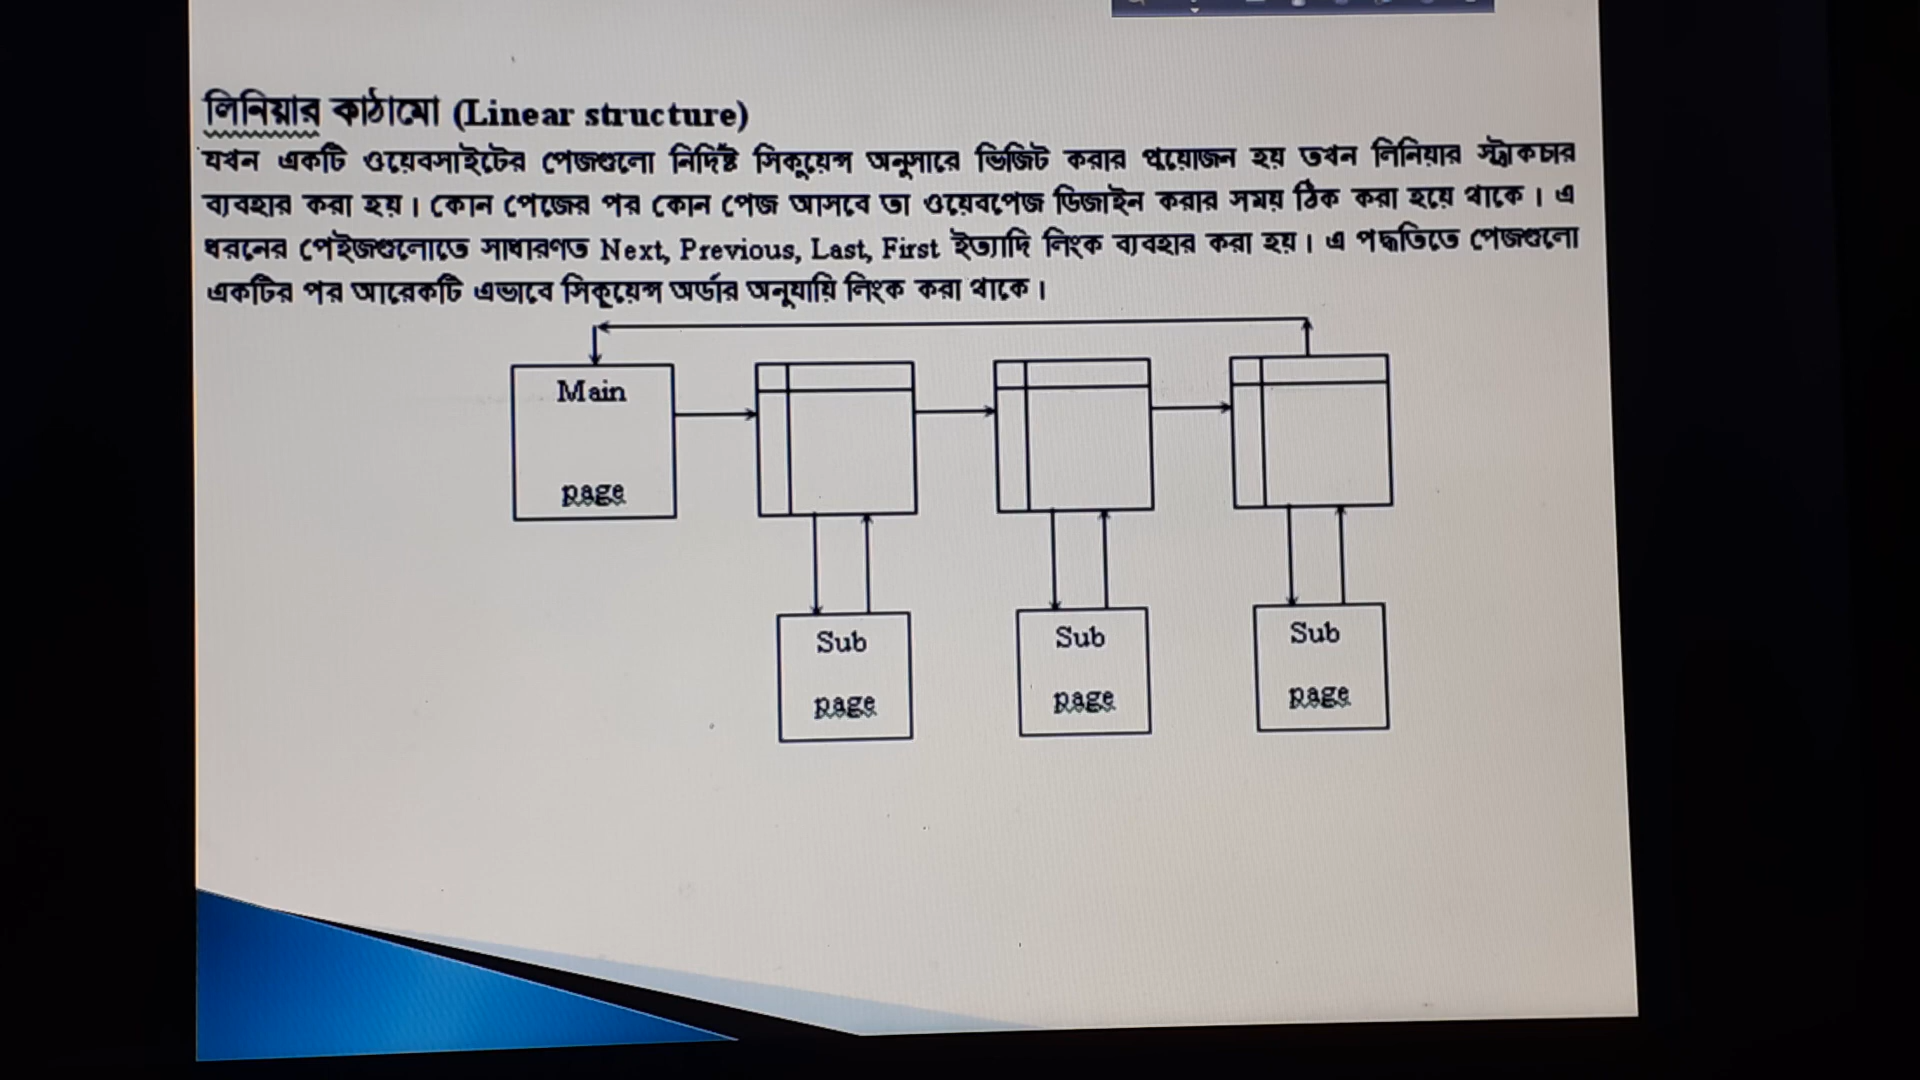 লিনিয়ার কাঠামো (Linear structure)
যখন একটি ওয়েবসাইটের পেজগুলো নির্দিষ্ট সিকুয়েন্স অনুসারে ভিজিট করার প্রয়োজন হয় তখন লিনিয়ার স্ট্রাকচার
ব্যবহার করা হয়। কোন পেজের পর কোন পেজ আসবে তা ওয়েবপেজ ডিজাইন করার সময় ঠিক করা হয়ে থাকে। এ
ধরনের পেইজগুলোতে সাধারণত Next, Previous, Last, First ইত্যাদি লিংক ব্যবহার করা হয়। এ পদ্ধতিতে পেজগুলো
একটির পর আরেকটি এভাবে সিকুয়েন্স অর্ডার অনুযায়ি লিংক করা থাকে।
Main
page
Sub
page
Sub
page
Sub
page